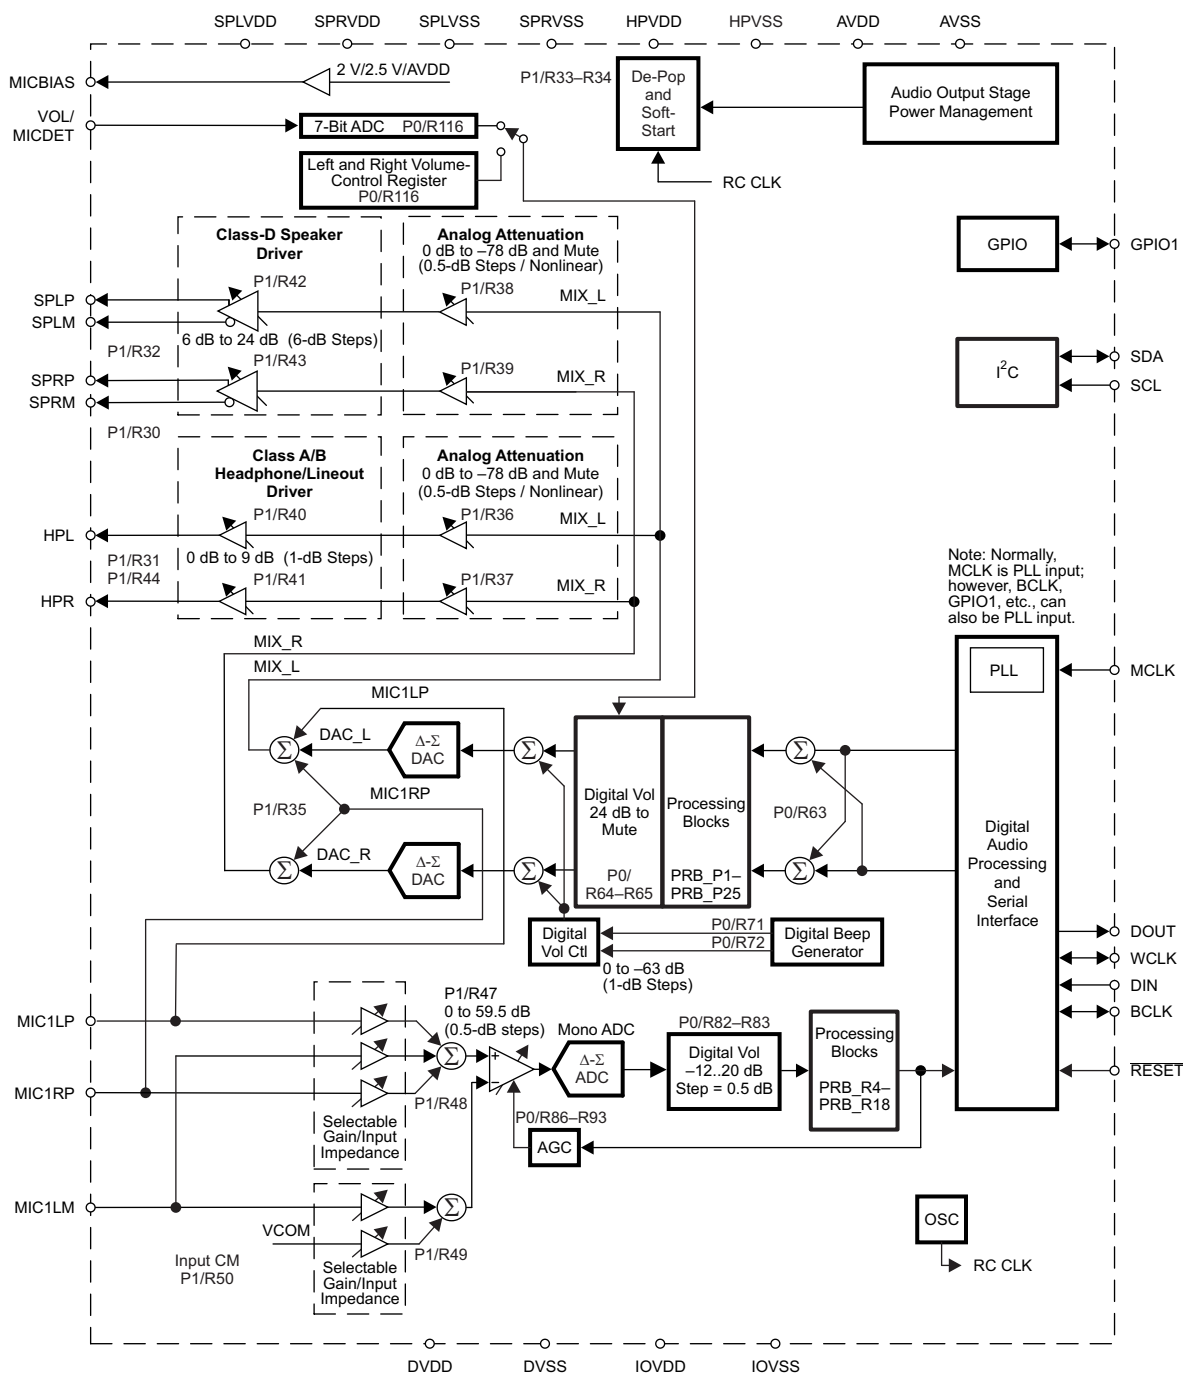 SPLVDD SPRVDD SPLVSS SPRVSS HPVDD HPVSS AVDD AVSS
MICBIAS
2 V/2.5 V/AVDD
P1/R33–R34
De-Pop
and
Soft-
Start
Audio Output Stage
Power Management
VOL/
MICDET
7-Bit ADC P0/R116
Left and Right Volume-
Control Register
P0/R116
RC CLK
Class-D Speaker
Driver
P1/R42
6 dB to 24 dB (6-dB Steps)
P1/R43
Analog Attenuation
0 dB to –78 dB and Mute
(0.5-dB Steps / Nonlinear)
P1/R38
MIX_L
P1/R39
MIX_R
GPIO
GPIO1
SPLP
SPLM
P1/R32
SPRP
SPRM
P1/R30
I2C
SDA
SCL
Class A/B
Headphone/Lineout
Driver
P1/R40
0 dB to 9 dB (1-dB Steps)
P1/R41
Analog Attenuation
0 dB to –78 dB and Mute
(0.5-dB Steps / Nonlinear)
P1/R36
MIX_L
P1/R37
MIX_R
HPL
P1/R31
P1/R44
HPR
Note: Normally,
MCLK is PLL input;
however, BCLK,
GPIO1, etc., can
also be PLL input.
MIX_R
MIX_L
MIC1LP
PLL
MCLK
Σ
DAC_L
Δ-Σ
DAC
Σ
Σ
P1/R35
MIC1RP
Digital Vol
24 dB to
Mute
P0/
R64–R65
Processing
Blocks
PRB_P1–
PRB_P25
P0/R63
Σ
DAC_R
Δ-Σ
DAC
Σ
Σ
Digital
Audio
Processing
and
Serial
Interface
Digital
Vol Ctl
P0/R71
P0/R72
Digital Beep
Generator
0 to –63 dB
(1-dB Steps)
DOUT
WCLK
DIN
BCLK
RESET
MIC1LP
P1/R47
0 to 59.5 dB
(0.5-dB steps)
Mono ADC
P0/R82–R83
Σ
+
−
Δ-Σ
ADC
Digital Vol
–12..20 dB
Step = 0.5 dB
Processing
Blocks
PRB_R4–
PRB_R18
MIC1RP
P1/R48
Selectable
Gain/Input
Impedance
P0/R86–R93
AGC
MIC1LM
Σ
VCOM
P1/R49
Input CM
P1/R50
Selectable
Gain/Input
Impedance
OSC
RC CLK
DVDD DVSS IOVDD IOVSS